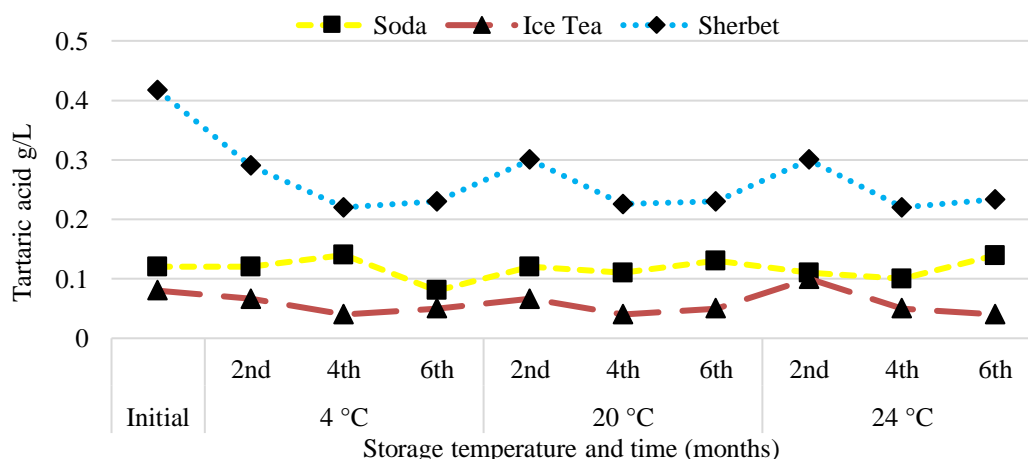 Soda Ice Tea Sherbet
0.5
0.4
0.3
0.2
0.1
0
Tartaric acid g/L
2nd 4th 6th 2nd 4th 6th 2nd 4th 6th
Initial 4 °C 20 °C 24 °C
Storage temperature and time (months)